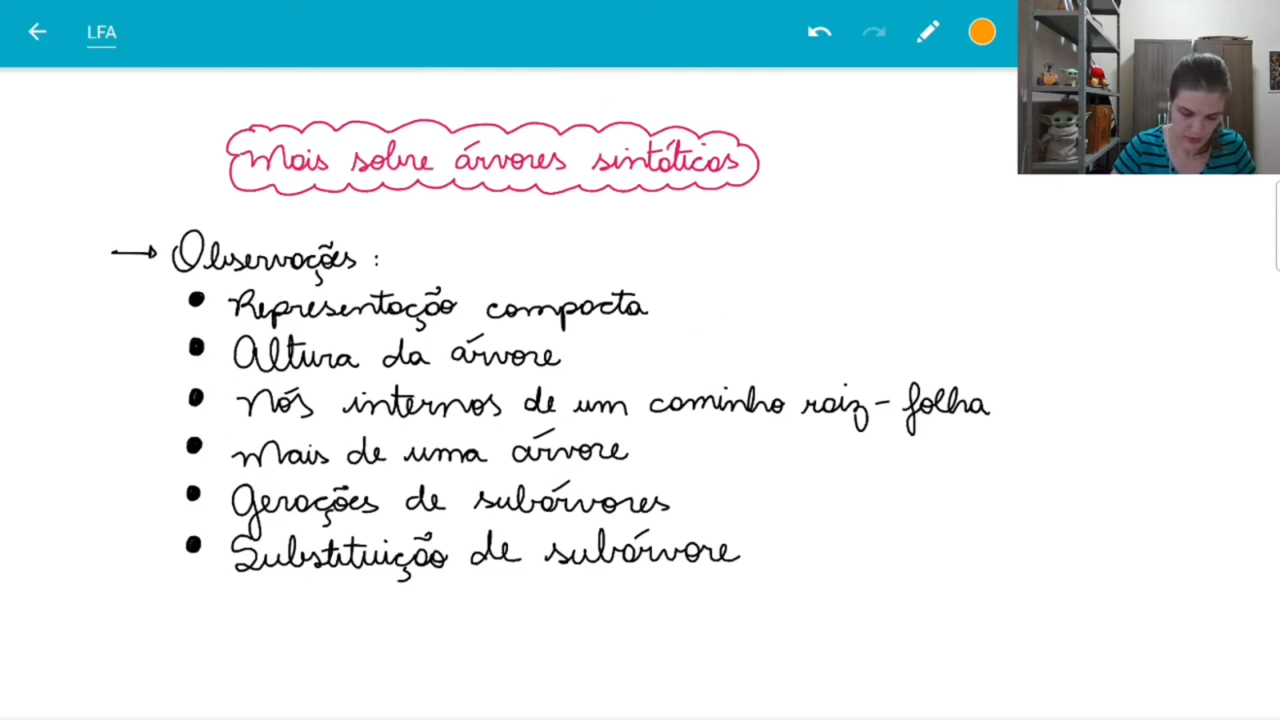 LFA
Mais sobre árvores sintáticas
→ Observações:
• Representação compacta
• Altura da árvore
• Nós internos de um caminho raiz-folha
• Mais de uma árvore
• Gerações de subárvores
• Substituição de subárvore